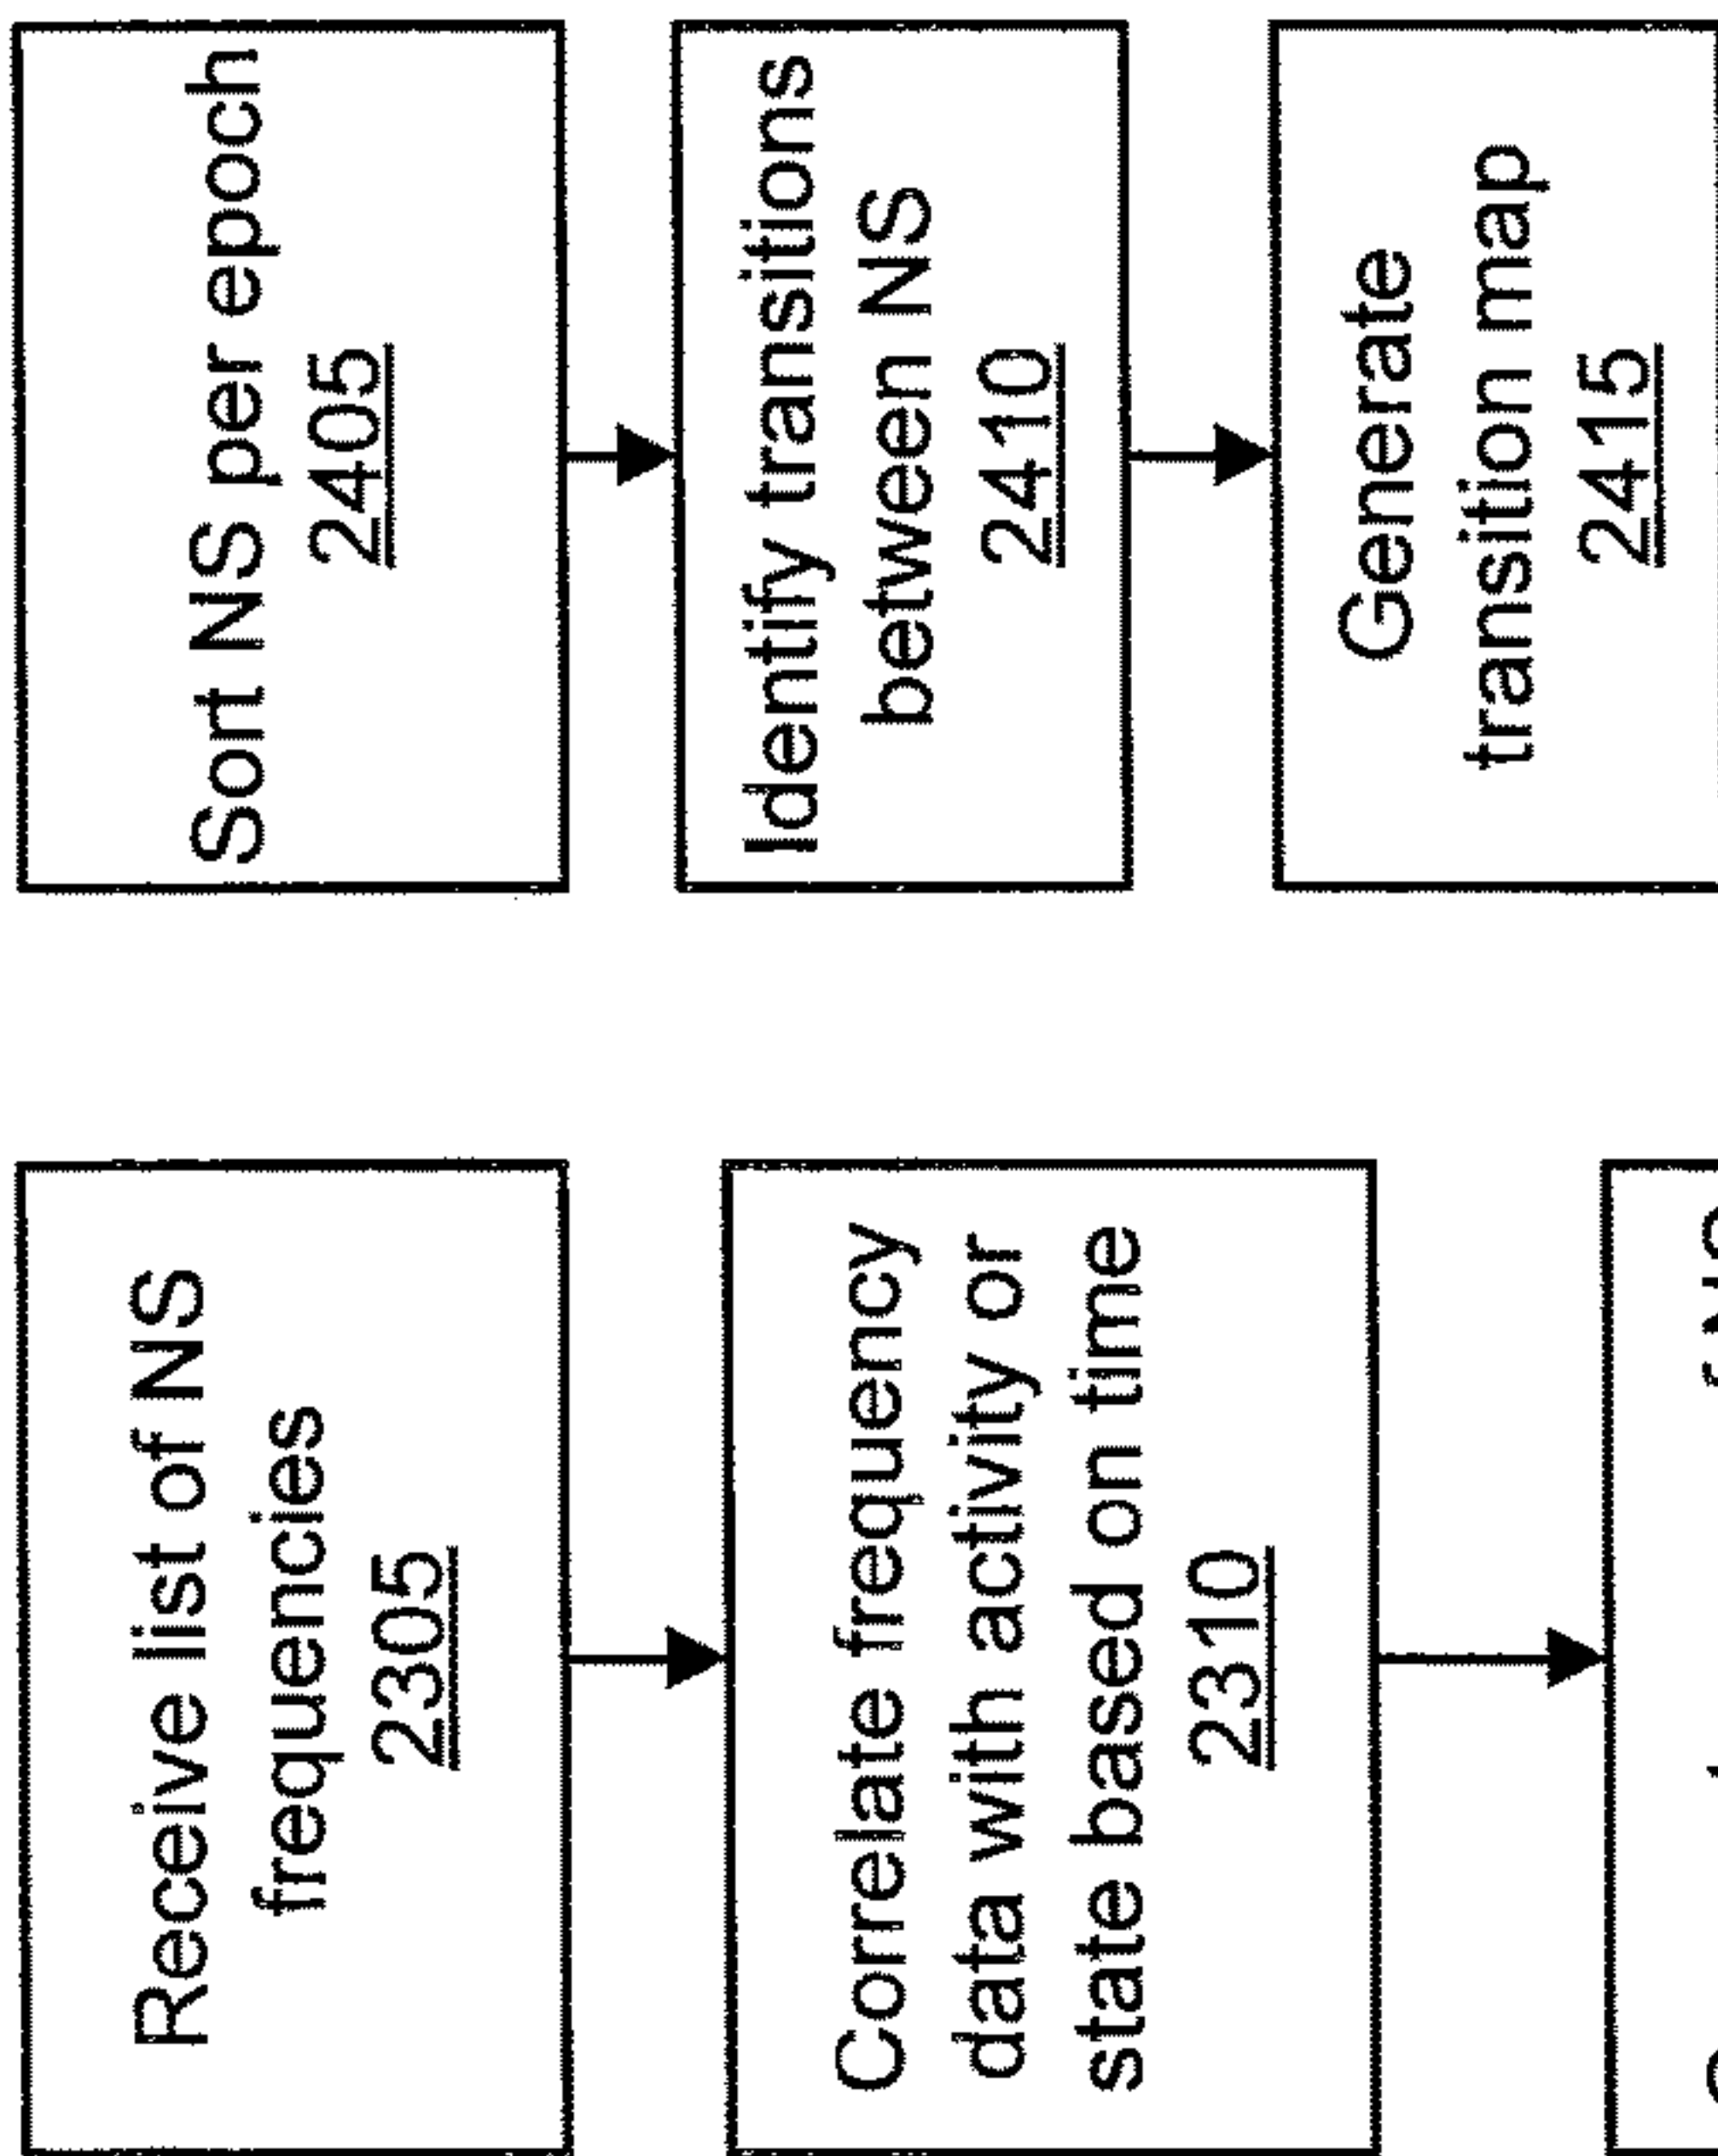 Receive list of NS
frequencies
2305
Correlate frequency
data with activity or
state based on time
2310
Sort NS per epoch
2405
Identify transitions
between NS
2410
Generate
transition map
2415